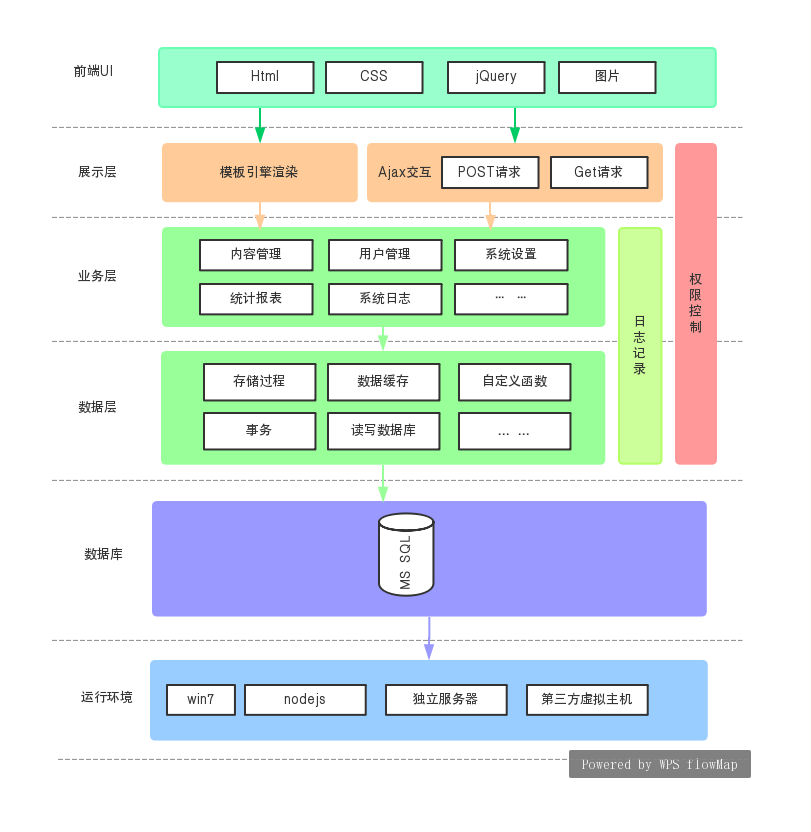 前端UI
Html
CSS
jQuery
图片
展示层
模板引擎渲染
Ajax交互
POST请求
Get请求
业务层
内容管理
用户管理
系统设置
统计报表
系统日志
… …
日志记录
权限控制
数据层
存储过程
数据缓存
自定义函数
事务
读写数据库
... ...
数据库
MS SQL
运行环境
win7
nodejs
独立服务器
第三方虚拟主机
Powered by WPS flowMap